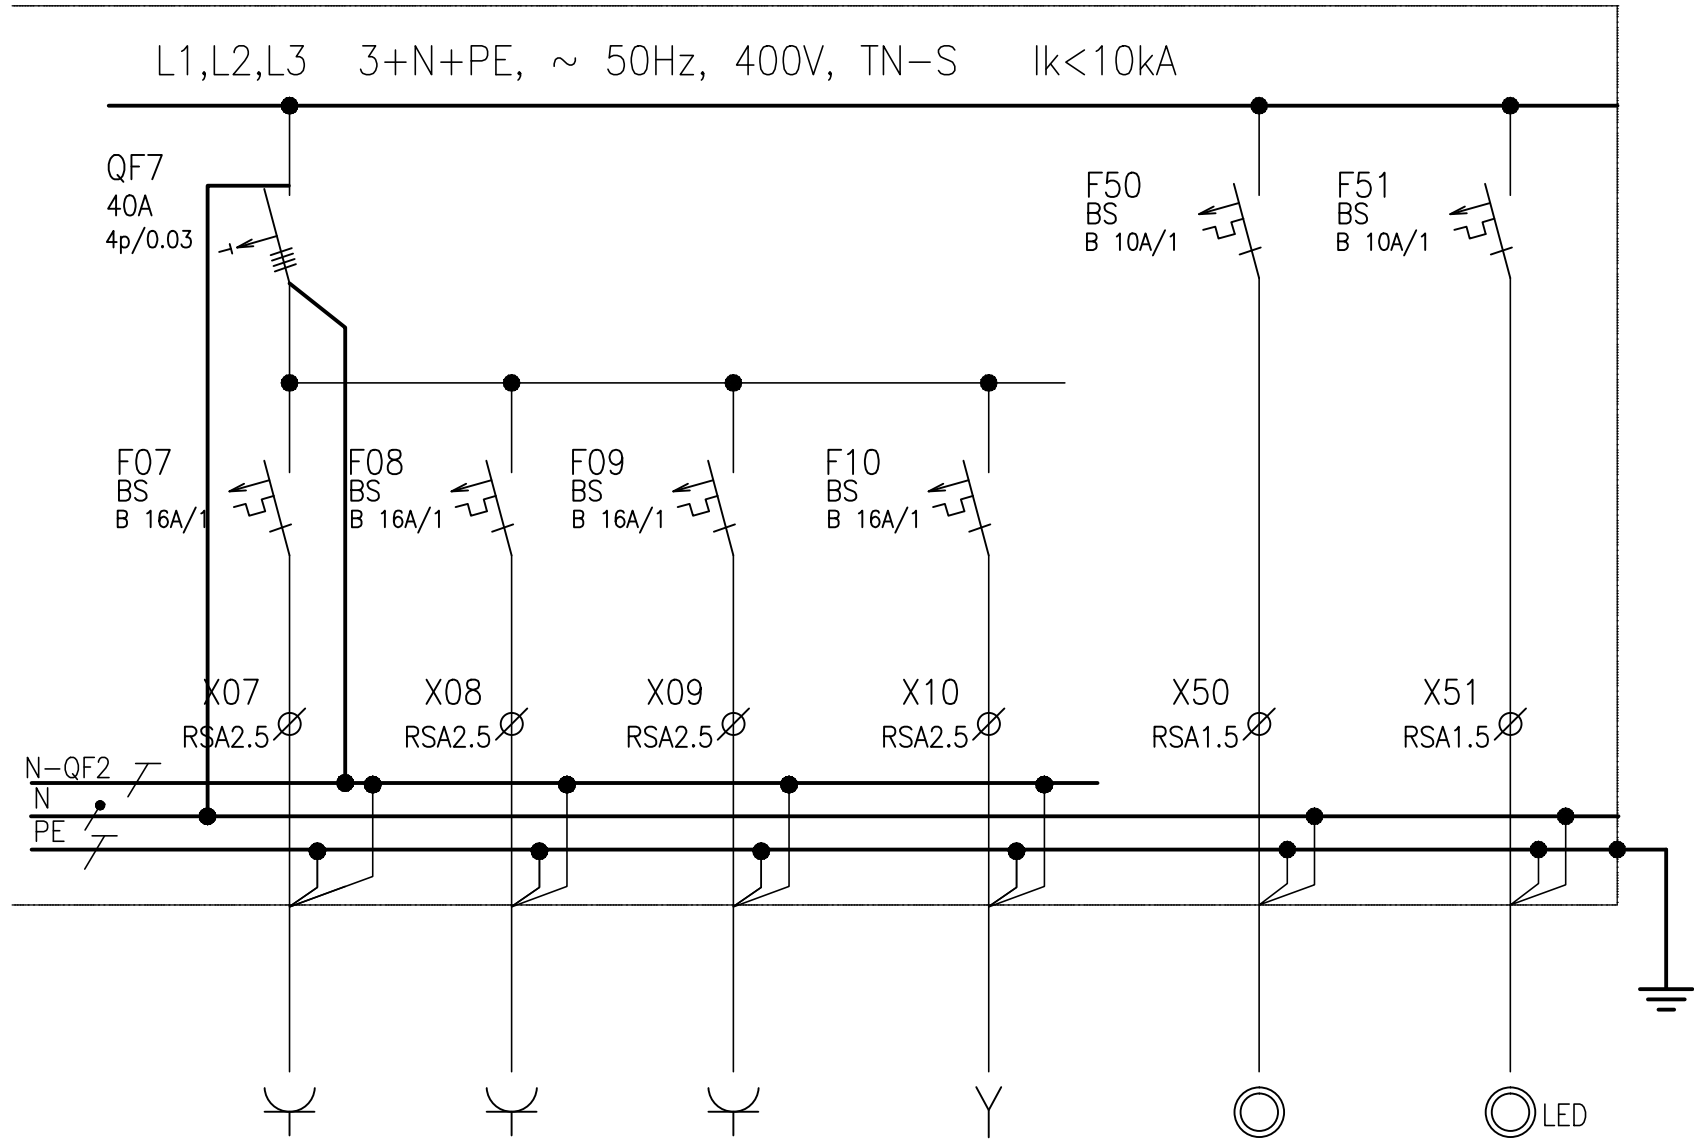 L1,L2,L3 3+N+PE, ~ 50Hz, 400V, TN-S Ik<10kA
QF7
40A
4p/0.03
F50
BS
B 10A/1
F51
BS
B 10A/1
F07
BS
B 16A/1
F08
BS
B 16A/1
F09
BS
B 16A/1
F10
BS
B 16A/1
X07
RSA2.5
X08
RSA2.5
X09
RSA2.5
X10
RSA2.5
X50
RSA1.5
X51
RSA1.5
N-QF2
N
PE
LED